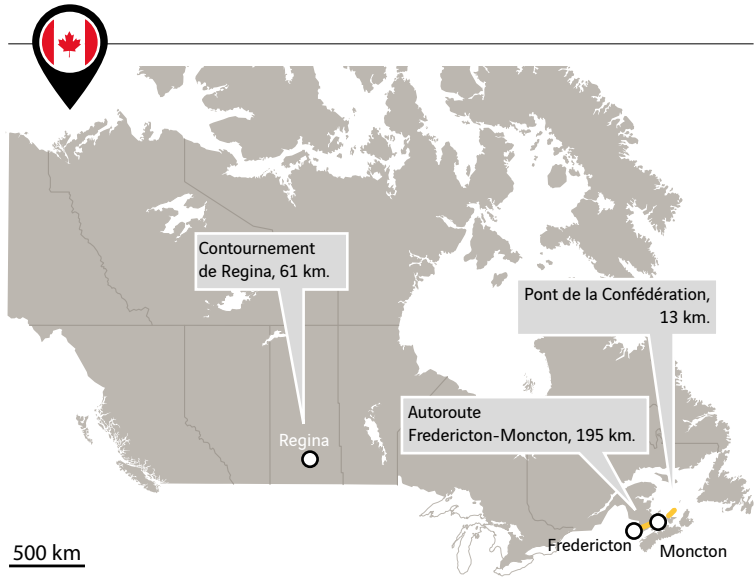 Contournement
de Regina, 61 km.
Pont de la Confédération,
13 km.
Autoroute
Fredericton-Moncton, 195 km.
Regina
Fredericton
Moncton
500 km